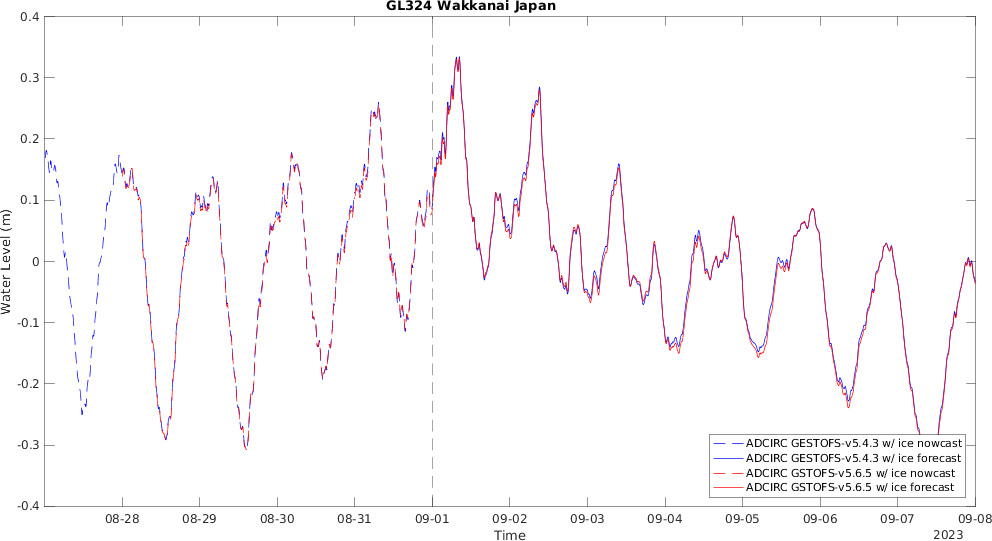 GL324 Wakkanai Japan
0.4
0.3
0.2
0.1
0
-0.1
-0.2
-0.3
-0.4
Water Level (m)
ADCIRC GESTOFS-v5.4.3 w/ ice nowcast
ADCIRC GESTOFS-v5.4.3 w/ ice forecast
ADCIRC GSTOFS-v5.6.5 w/ ice nowcast
ADCIRC GSTOFS-v5.6.5 w/ ice forecast
08-28 08-29 08-30 08-31 09-01 09-02 09-03 09-04 09-05 09-06 09-07 09-08
Time
2023